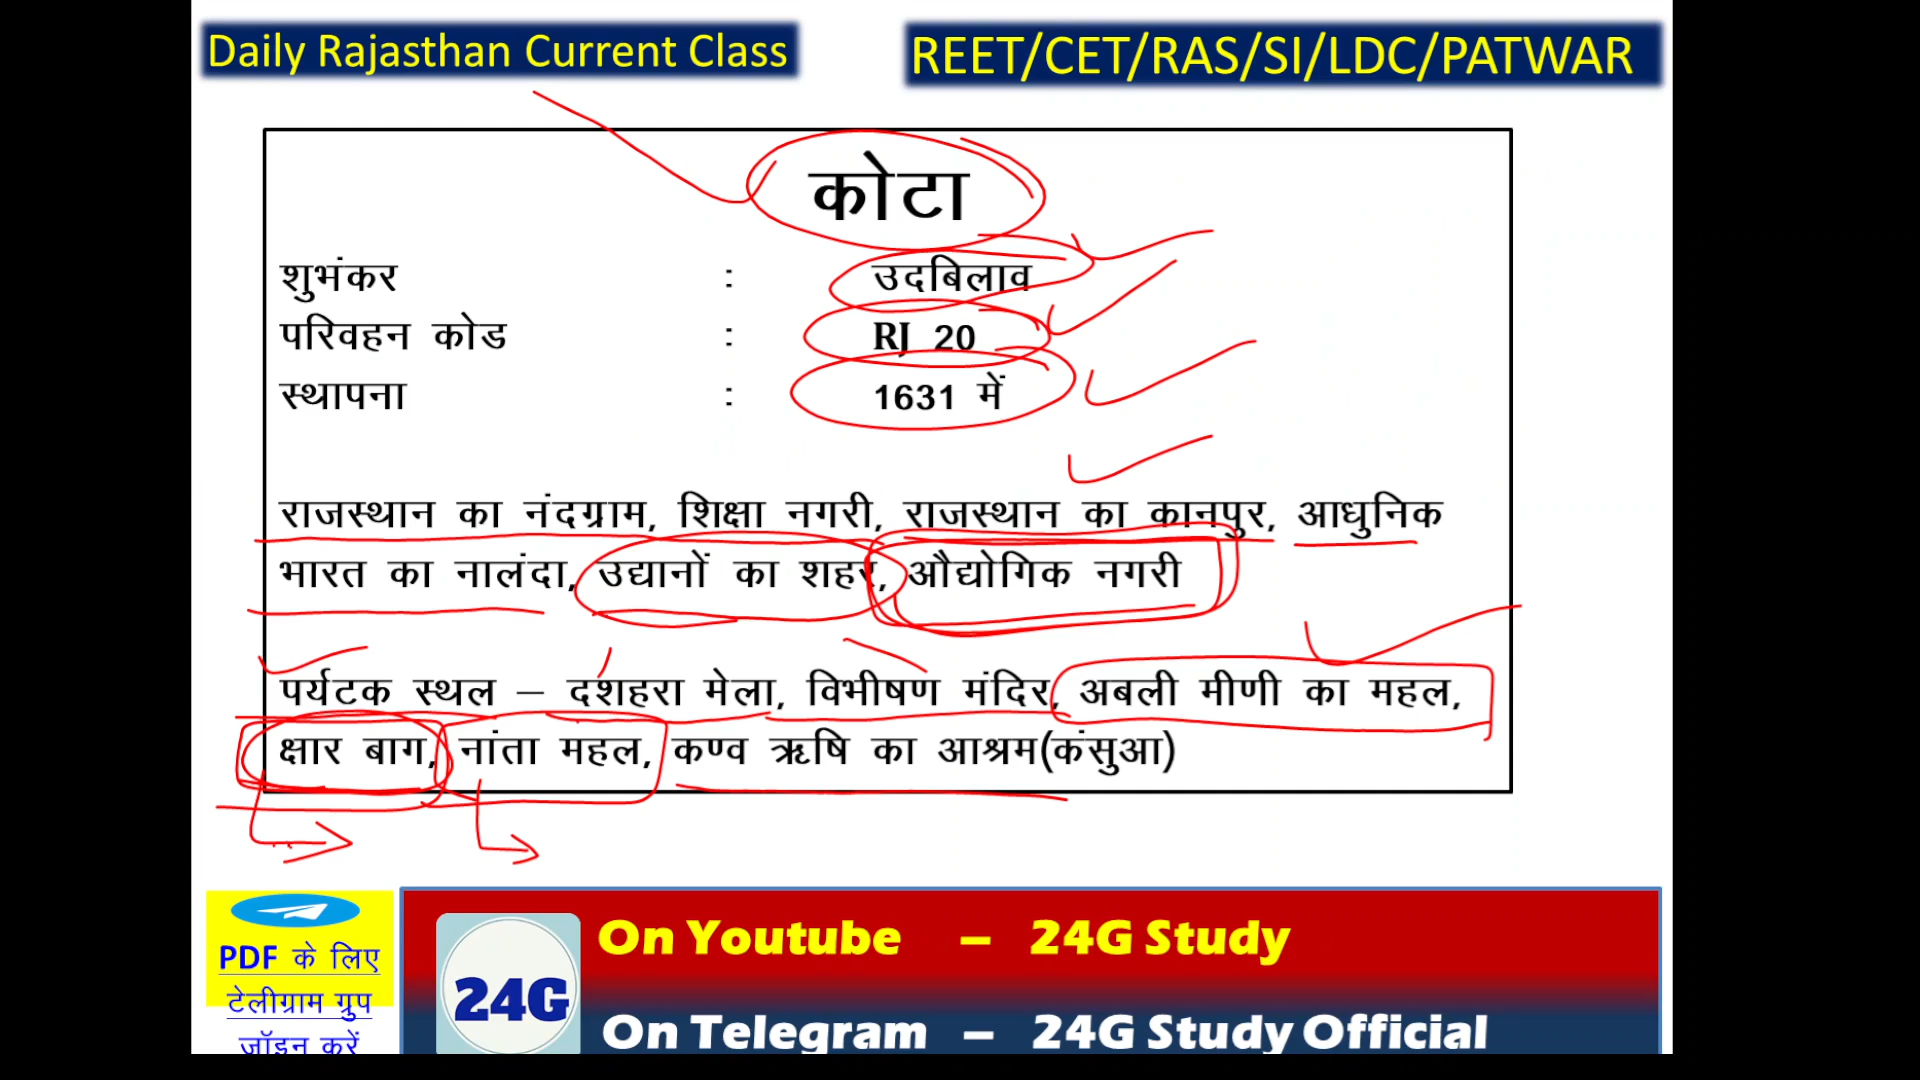 Daily Rajasthan Current Class
REET/CET/RAS/SI/LDC/PATWAR
कोटा
शुभंकर : उदबिलाव
परिवहन कोड : RJ 20
स्थापना : 1631 में
राजस्थान का नंदग्राम, शिक्षा नगरी, राजस्थान का कानपुर, आधुनिक
भारत का नालंदा, उद्यानों का शहर, औद्योगिक नगरी
पर्यटक स्थल – दशहरा मेला, विभीषण मंदिर, अबली मीणी का महल,
क्षार बाग, नांता महल, कण्व ऋषि का आश्रम(कंसुआ)
PDF के लिए
टेलीग्राम ग्रुप
जॉइन करें
24G
On Youtube – 24G Study
On Telegram – 24G Study Official